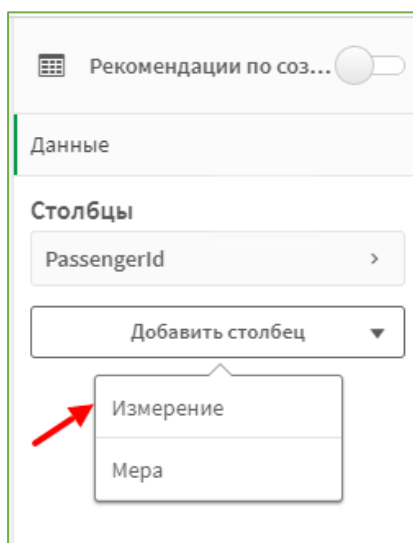 Рекомендации по соз...
Данные
Столбцы
PassengerId
Добавить столбец
Измерение
Мера